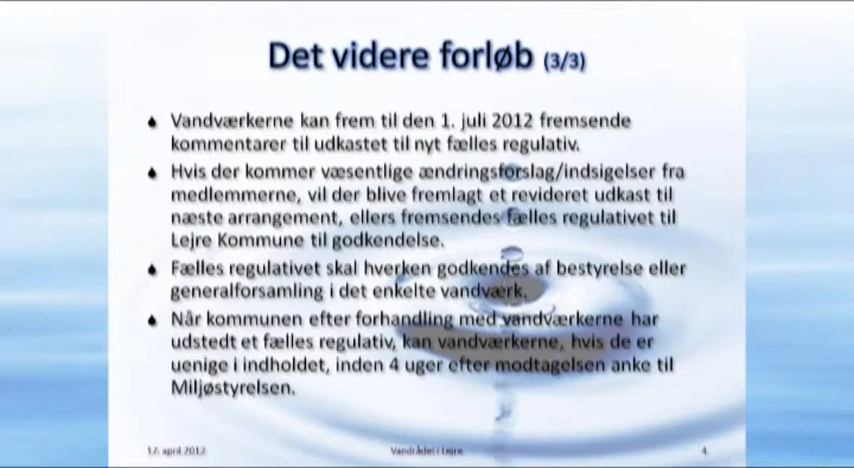 Det videre forløb (3/3)
Vandværkerne kan frem til den 1. juli 2012 fremsende
kommentarer til udkastet til nyt fælles regulativ.
Hvis der kommer væsentlige ændringsforslag/indsigelser fra
medlemmerne, vil der blive fremlagt et revideret udkast til
næste arrangement, ellers fremsendes fælles regulativet til
Lejre Kommune til godkendelse.
Fælles regulativet skal hverken godkendes af bestyrelse eller
generalforsamling i det enkelte vandværk.
Når kommunen efter forhandling med vandværkerne har
udstedt et fælles regulativ, kan vandværkerne, hvis de er
uenige i indholdet, inden 4 uger efter modtagelsen anke til
Miljøstyrelsen.
17. april 2012 Vandrådet i Lejre 4